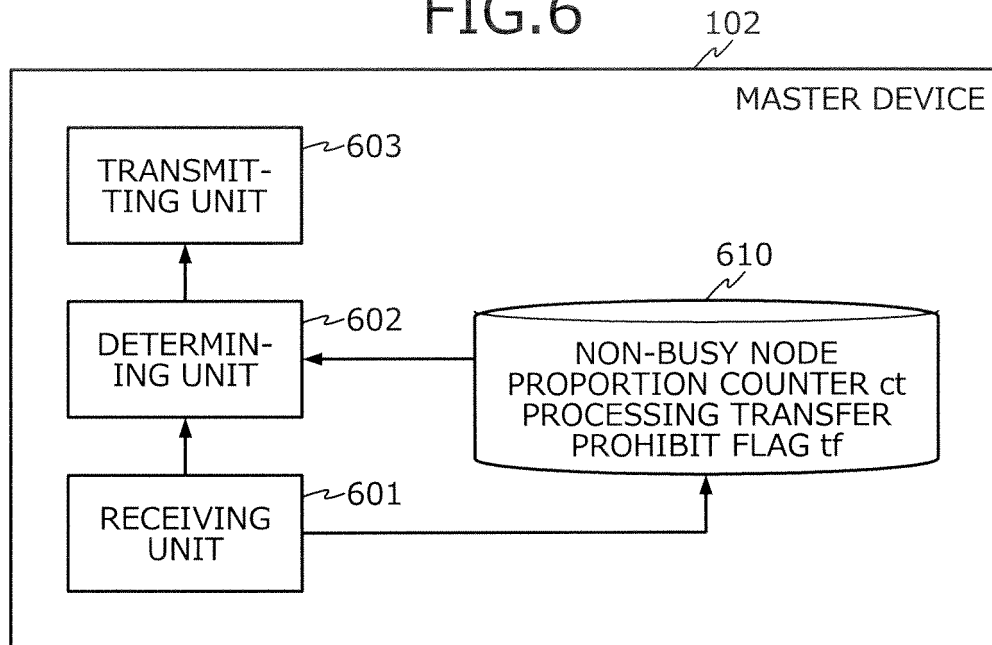 FIG.6
102
MASTER DEVICE
603
TRANSMIT-
TING UNIT
610
602
DETERMIN-
ING UNIT
NON-BUSY NODE
PROPORTION COUNTER ct
PROCESSING TRANSFER
PROHIBIT FLAG tf
601
RECEIVING
UNIT